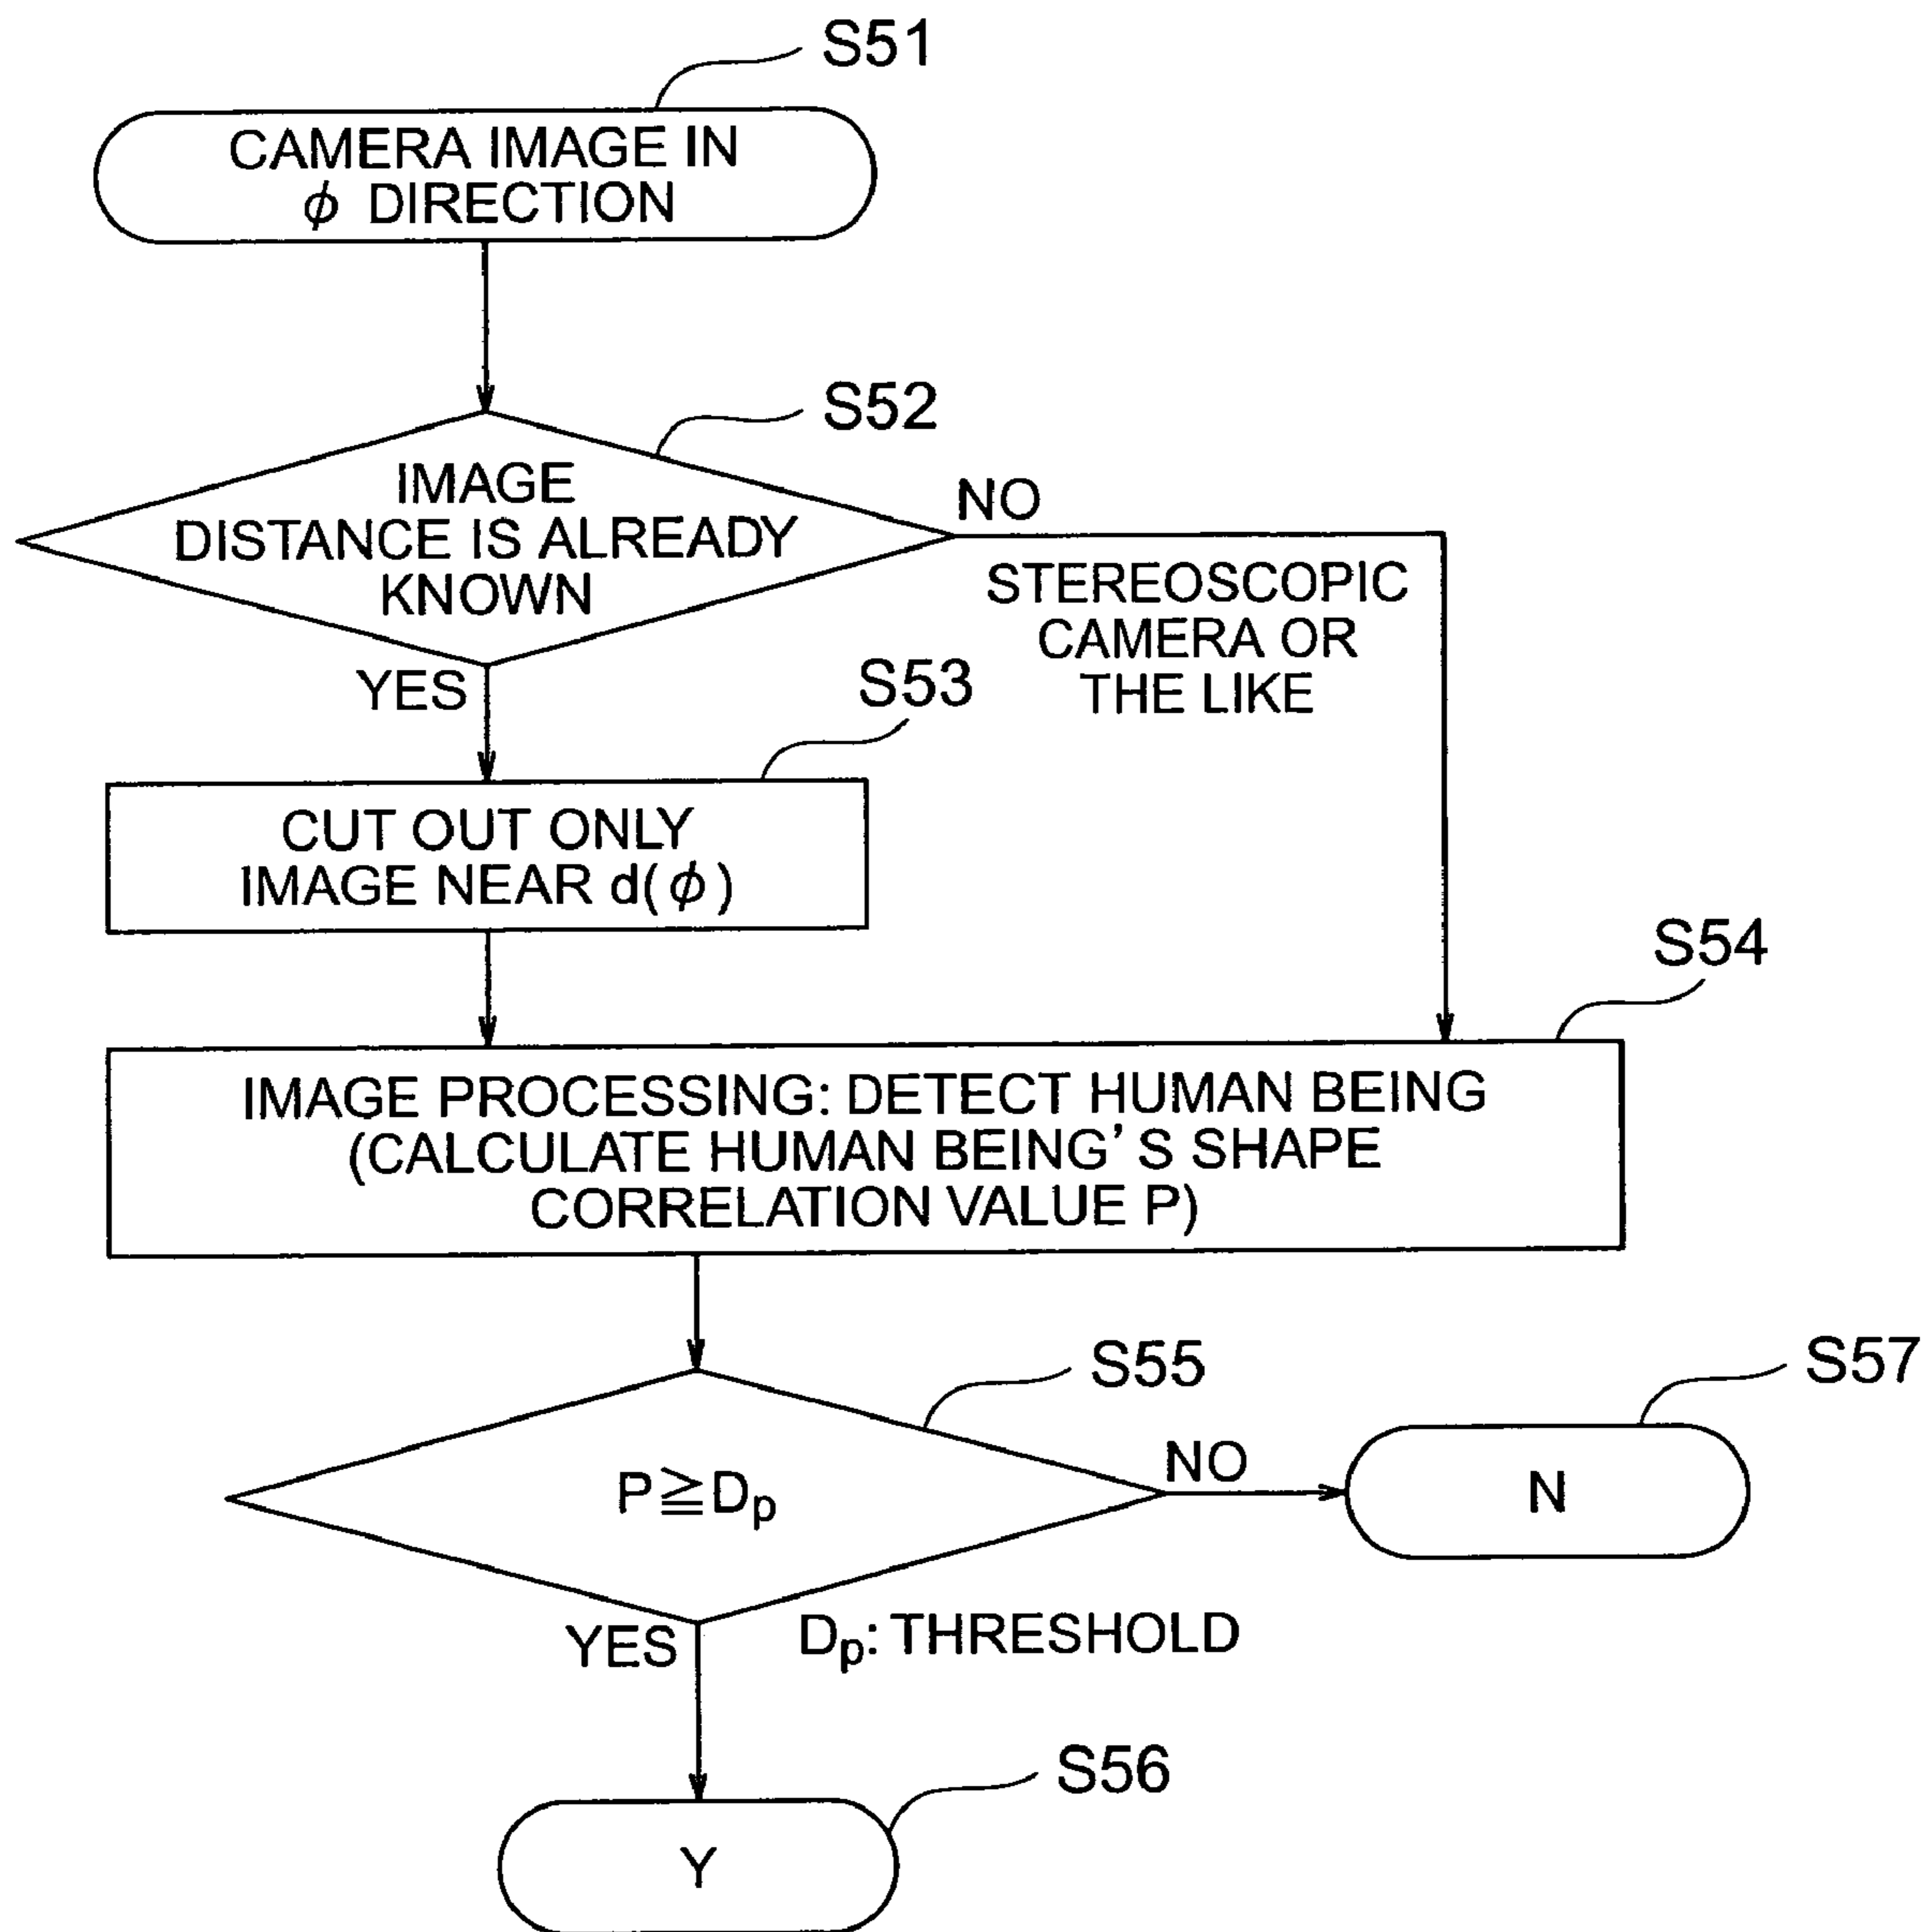 S51
CAMERA IMAGE IN
φ DIRECTION
S52
IMAGE
DISTANCE IS ALREADY
KNOWN
NO
STEREOSCOPIC
CAMERA OR
THE LIKE
YES
S53
CUT OUT ONLY
IMAGE NEAR d(φ)
S54
IMAGE PROCESSING: DETECT HUMAN BEING
(CALCULATE HUMAN BEING'S SHAPE
CORRELATION VALUE P)
S55
P≧Dp
NO
S57
N
YES
Dp: THRESHOLD
S56
Y